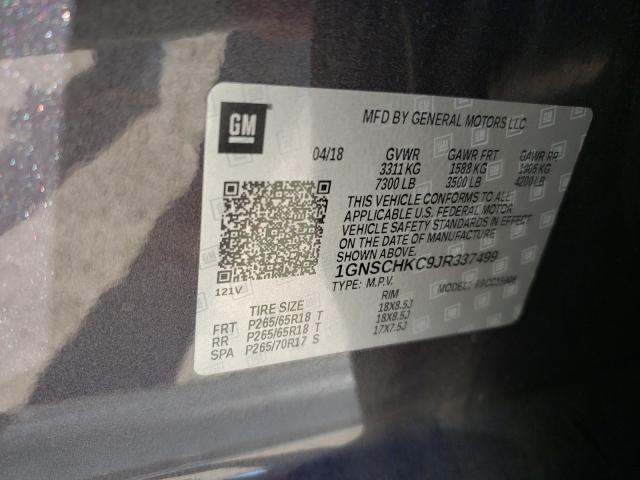 GM
MFD BY GENERAL MOTORS LLC
04/18 GVWR GAWR FRT GAWR RR
3311 KG 1588 KG 1905 KG
7300 LB 3500 LB 4200 LB
THIS VEHICLE CONFORMS TO ALL
APPLICABLE U.S. FEDERAL MOTOR
VEHICLE SAFETY STANDARDS IN EFFECT
ON THE DATE OF MANUFACTURE
SHOWN ABOVE.
1GNSCHKC9JR337499
121V
TYPE: M.P.V. MODEL:
TIRE SIZE RIM
FRT P265/65R18 T 18X8.5J
RR P265/65R18 T 18X8.5J
SPA P265/70R17 S 17X7.5J